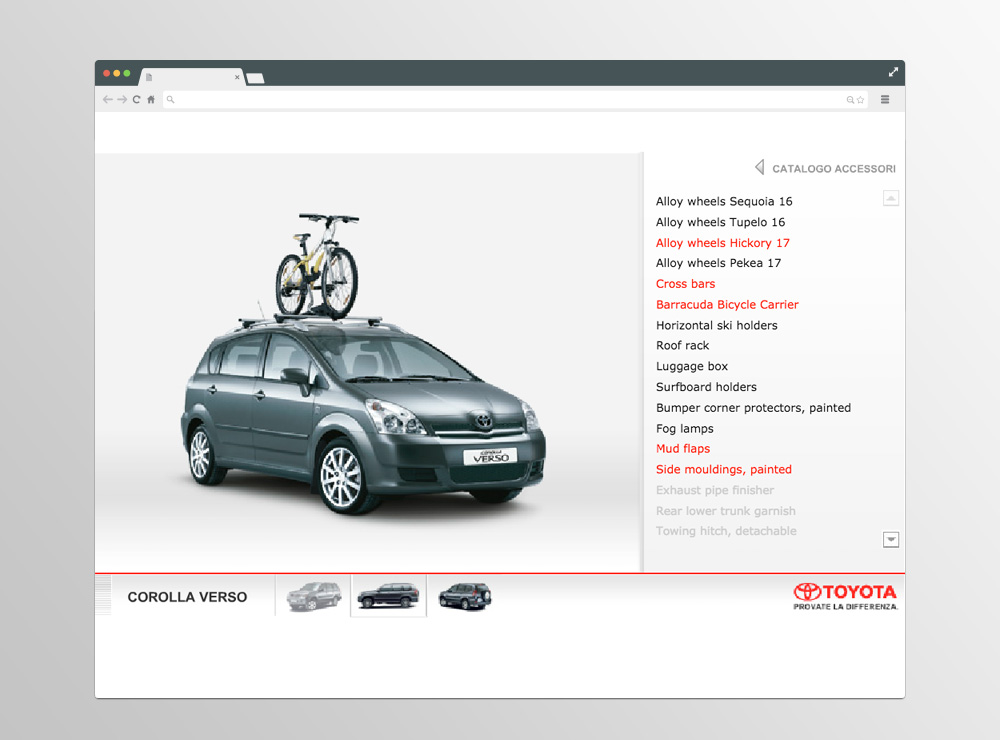 CATALOGO ACCESSORI
Alloy wheels Sequoia 16
Alloy wheels Tupelo 16
Alloy wheels Hickory 17
Alloy wheels Pekea 17
Cross bars
Barracuda Bicycle Carrier
Horizontal ski holders
Roof rack
Luggage box
Surfboard holders
Bumper corner protectors, painted
Fog lamps
Mud flaps
Side mouldings, painted
Exhaust pipe finisher
Rear lower trunk garnish
Towing hitch, detachable
COROLLA
VERSO
COROLLA VERSO
TOYOTA
PROVATE LA DIFFERENZA.